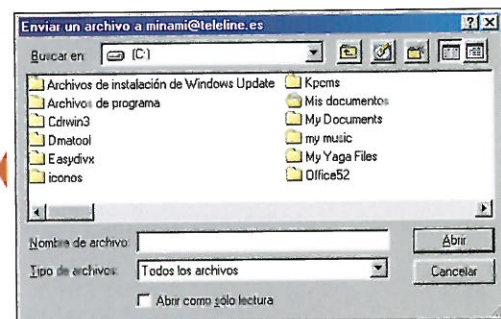 Enviar un archivo a minami@teleline.es
Buscar en: (C:)
Archivos de instalación de Windows Update
Archivos de programa
Cdrwin3
Dmatool
Easydivx
iconos
Kpcms
Mis documentos
My Documents
my music
My Yaga Files
Office52
Nombre de archivo: Abrir
Tipo de archivos: Todos los archivos Cancelar
Abrir como sólo lectura